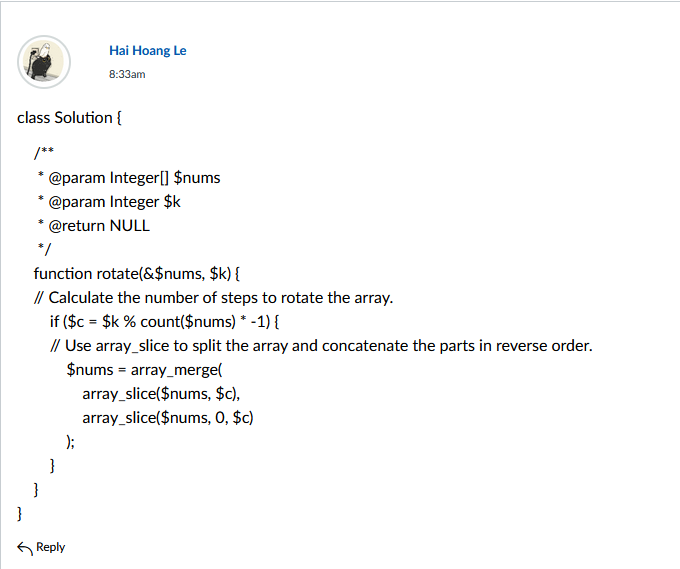 Hai Hoang Le
8:33am
class Solution {
/**
* @param Integer[] $nums
* @param Integer $k
* @return NULL
*/
function rotate(&$nums, $k) {
// Calculate the number of steps to rotate the array.
if ($c = $k % count($nums) * -1) {
// Use array_slice to split the array and concatenate the parts in reverse order.
$nums = array_merge(
array_slice($nums, $c),
array_slice($nums, 0, $c)
);
}
}
}
Reply